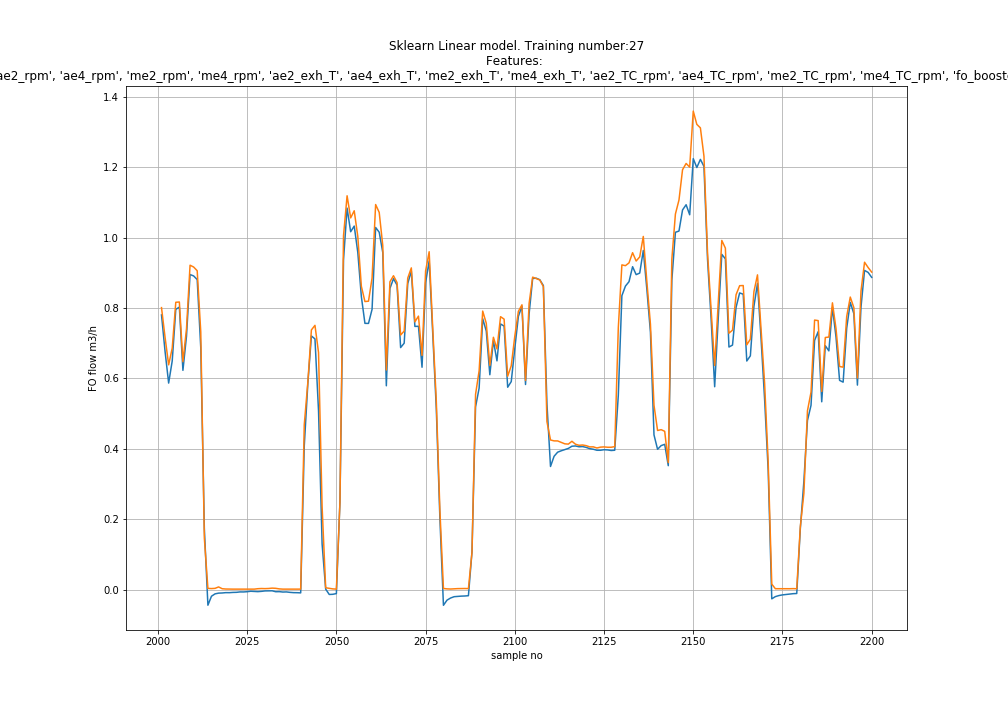 Sklearn Linear model. Training number:27
Features:
ae2_rpm', 'ae4_rpm', 'me2_rpm', 'me4_rpm', 'ae2_exh_T', 'ae4_exh_T', 'me2_exh_T', 'me4_exh_T', 'ae2_TC_rpm', 'ae4_TC_rpm', 'me2_TC_rpm', 'me4_TC_rpm', 'fo_booste
1.4
1.2
1.0
0.8
0.6
0.4
0.2
0.0
FO flow m3/h
2000 2025 2050 2075 2100 2125 2150 2175 2200
sample no